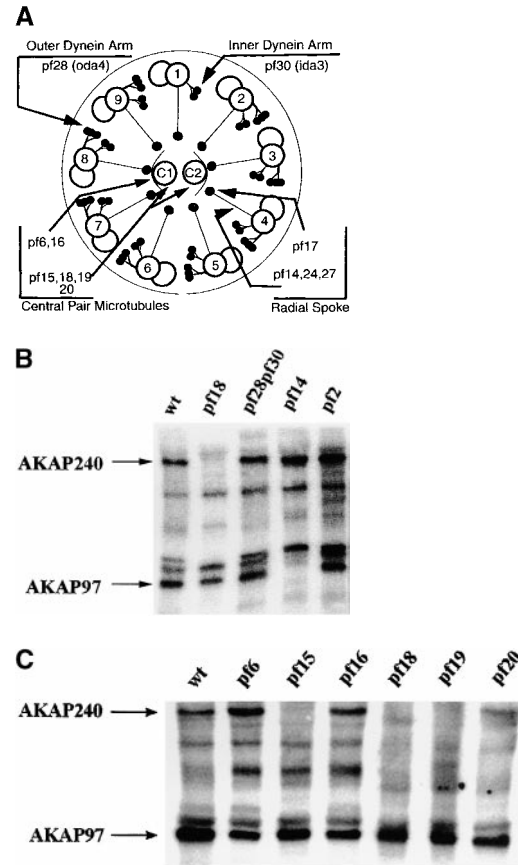 A
Outer Dynein Arm
pf28 (oda4)
Inner Dynein Arm
pf30 (ida3)
1
2
3
4
5
6
7
8
9
C1
C2
pf6,16
pf15,18,19
20
Central Pair Microtubules
pf17
pf14,24,27
Radial Spoke
B
wt
pf18
pf28pf30
pf14
pf2
AKAP240
AKAP97
C
wt
pf6
pf15
pf16
pf18
pf19
pf20
AKAP240
AKAP97